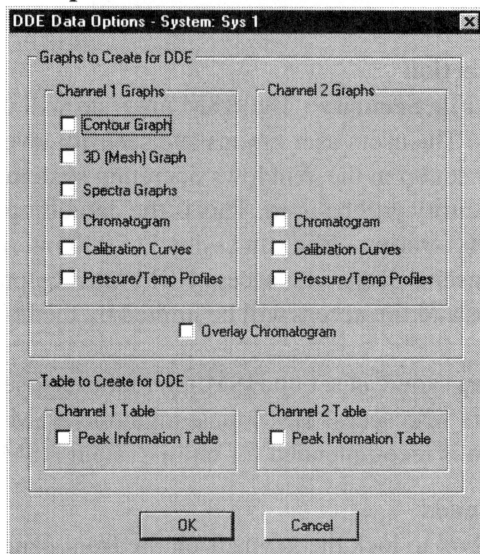 DDE Data Options - System: Sys 1
Graphs to Create for DDE
Channel 1 Graphs
Contour Graph
3D (Mesh) Graph
Spectra Graphs
Chromatogram
Calibration Curves
Pressure/Temp Profiles
Channel 2 Graphs
Chromatogram
Calibration Curves
Pressure/Temp Profiles
Overlay Chromatogram
Table to Create for DDE
Channel 1 Table
Peak Information Table
Channel 2 Table
Peak Information Table
OK
Cancel